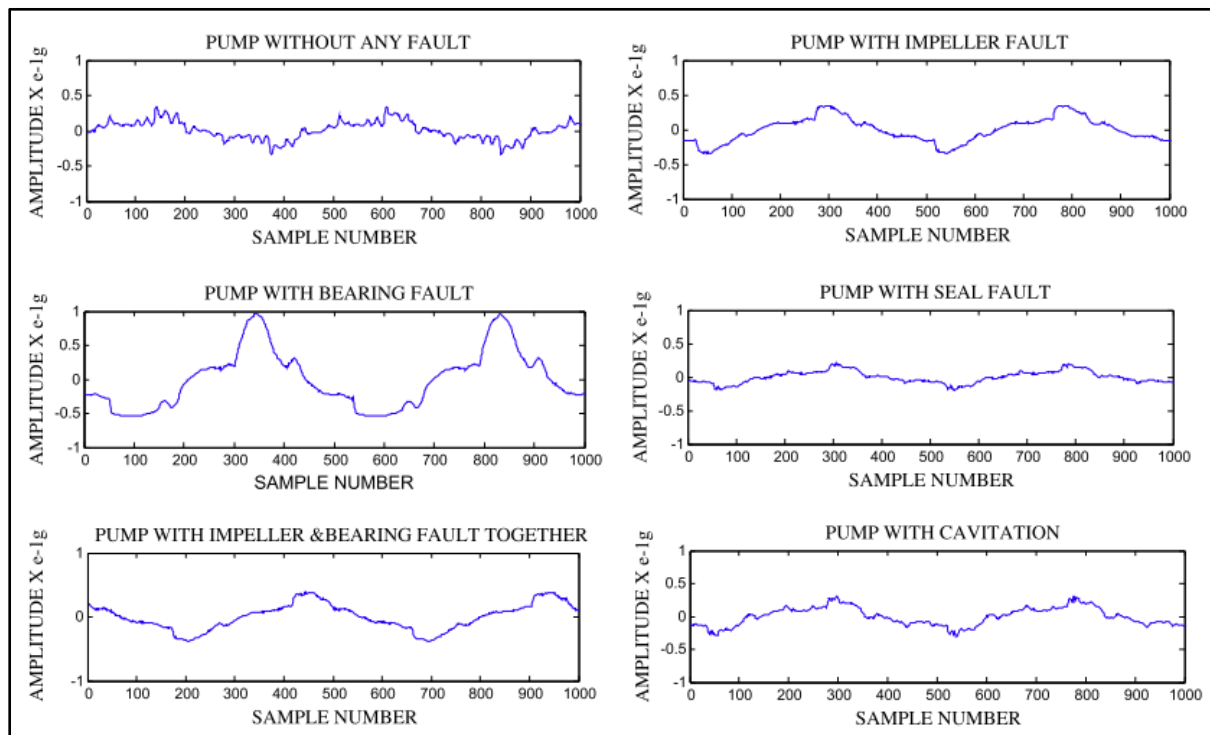 PUMP WITHOUT ANY FAULT
AMPLITUDE X e-1g
1
0.5
0
-0.5
-1
0 100 200 300 400 500 600 700 800 900 1000
SAMPLE NUMBER
PUMP WITH IMPELLER FAULT
AMPLITUDE X e-1g
1
0.5
0
-0.5
-1
0 100 200 300 400 500 600 700 800 900 1000
SAMPLE NUMBER
PUMP WITH BEARING FAULT
AMPLITUDE X e-1g
1
0.5
0
-0.5
-1
0 100 200 300 400 500 600 700 800 900 1000
SAMPLE NUMBER
PUMP WITH SEAL FAULT
AMPLITUDE X e-1g
1
0.5
0
-0.5
-1
0 100 200 300 400 500 600 700 800 900 1000
SAMPLE NUMBER
PUMP WITH IMPELLER &BEARING FAULT TOGETHER
AMPLITUDE X e-1g
1
0
-1
0 100 200 300 400 500 600 700 800 900 1000
SAMPLE NUMBER
PUMP WITH CAVITATION
AMPLITUDE X e-1g
1
0.5
0
-0.5
-1
0 100 200 300 400 500 600 700 800 900 1000
SAMPLE NUMBER